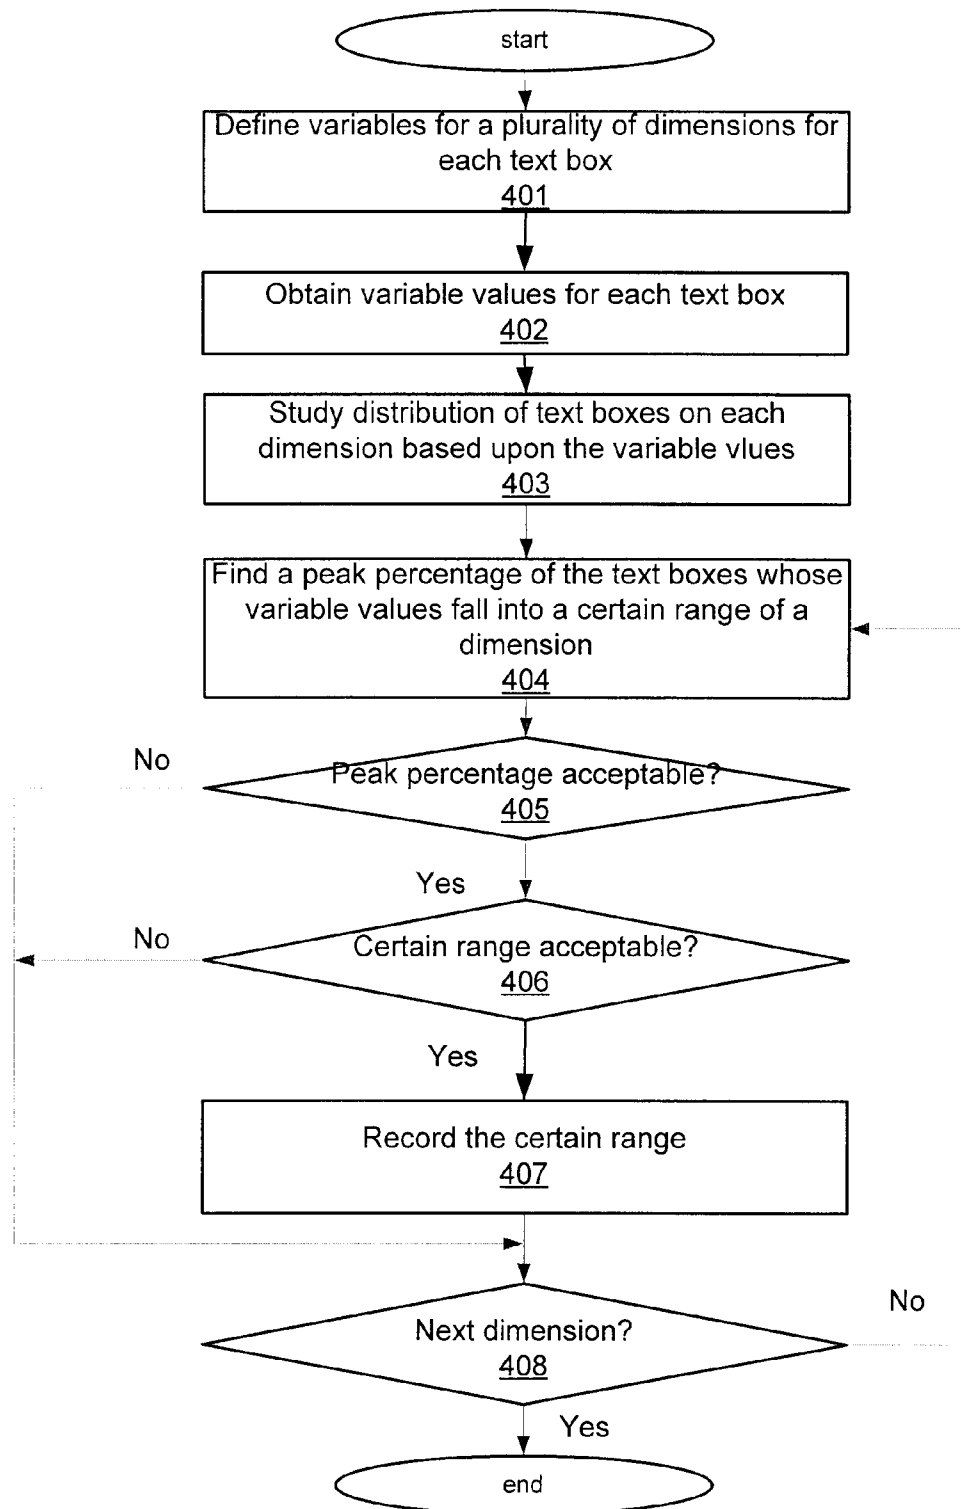 start
Define variables for a plurality of dimensions for
each text box
401
Obtain variable values for each text box
402
Study distribution of text boxes on each
dimension based upon the variable vlues
403
Find a peak percentage of the text boxes whose
variable values fall into a certain range of a
dimension
404
No
Peak percentage acceptable?
405
Yes
No
Certain range acceptable?
406
Yes
Record the certain range
407
No
Next dimension?
408
Yes
end